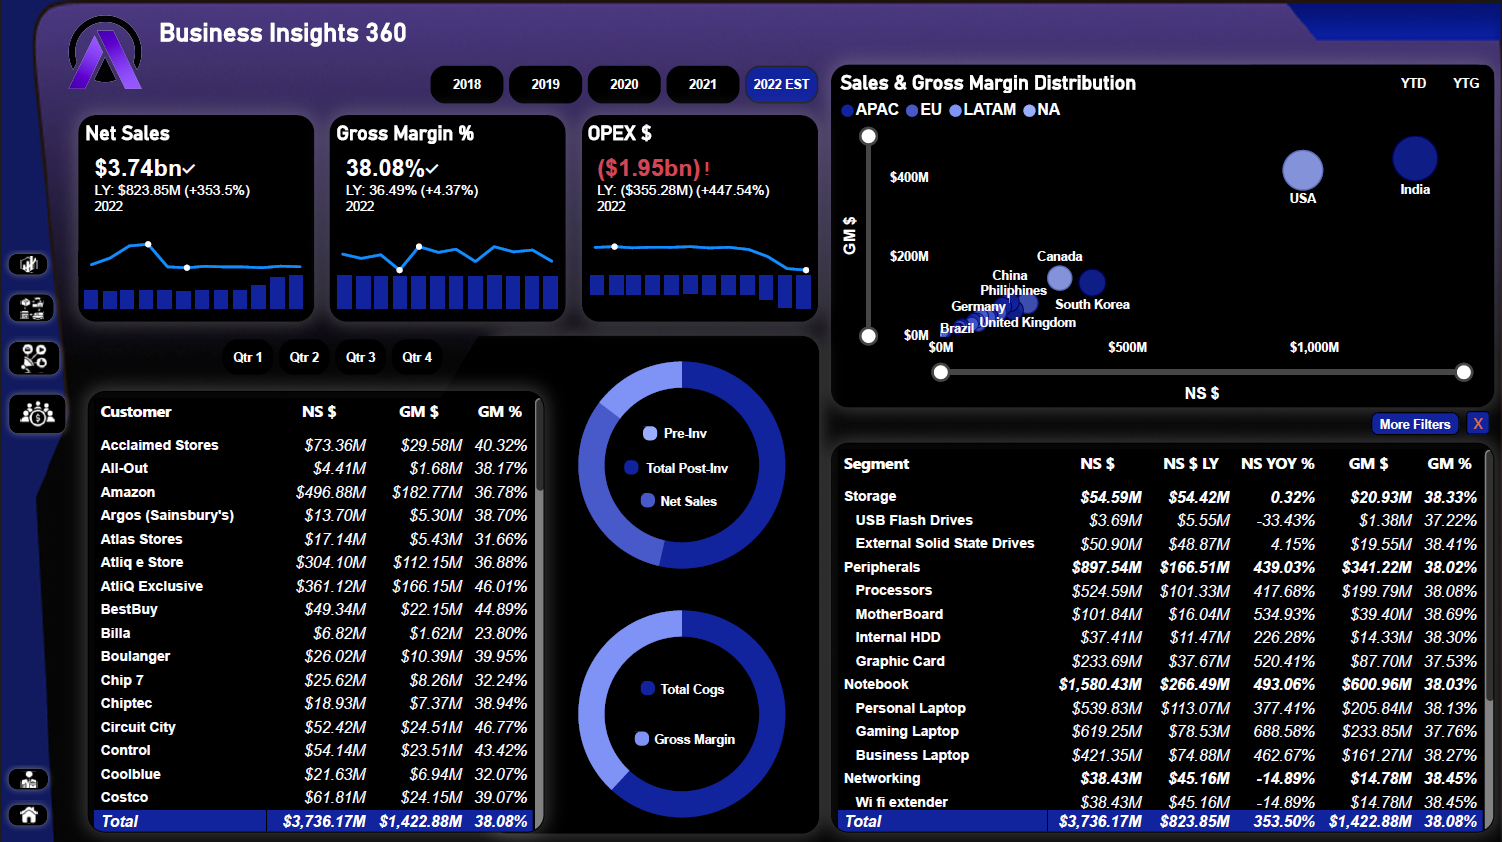 Business Insights 360
2018 2019 2020 2021 2022 EST
Net Sales
$3.74bn
LY: $823.85M (+353.5%)
2022
Gross Margin %
38.08%
LY: 36.49% (+4.37%)
2022
OPEX $
($1.95bn) !
LY: ($355.28M) (+447.54%)
2022
Sales & Gross Margin Distribution
YTD YTG
APAC EU LATAM NA
GM $
$400M
$200M
$0M
USA
India
Canada
China
Philiphines
South Korea
Germany
United Kingdom
Brazil
$0M $500M $1,000M
NS $
Qtr 1 Qtr 2 Qtr 3 Qtr 4
Customer NS $ GM $ GM %
Acclaimed Stores $73.36M $29.58M 40.32%
All-Out $4.41M $1.68M 38.17%
Amazon $496.88M $182.77M 36.78%
Argos (Sainsbury's) $13.70M $5.30M 38.70%
Atlas Stores $17.14M $5.43M 31.66%
Atliq e Store $304.10M $112.15M 36.88%
AtliQ Exclusive $361.12M $166.15M 46.01%
BestBuy $49.34M $22.15M 44.89%
Billa $6.82M $1.62M 23.80%
Boulanger $26.02M $10.39M 39.95%
Chip 7 $25.62M $8.26M 32.24%
Chiptec $18.93M $7.37M 38.94%
Circuit City $52.42M $24.51M 46.77%
Control $54.14M $23.51M 43.42%
Coolblue $21.63M $6.94M 32.07%
Costco $61.81M $24.15M 39.07%
Total $3,736.17M $1,422.88M 38.08%
Pre-Inv
Total Post-Inv
Net Sales
Total Cogs
Gross Margin
More Filters X
Segment NS $ NS $ LY NS YOY % GM $ GM %
Storage $54.59M $54.42M 0.32% $20.93M 38.33%
USB Flash Drives $3.69M $5.55M -33.43% $1.38M 37.22%
External Solid State Drives $50.90M $48.87M 4.15% $19.55M 38.41%
Peripherals $897.54M $166.51M 439.03% $341.22M 38.02%
Processors $524.59M $101.33M 417.68% $199.79M 38.08%
MotherBoard $101.84M $16.04M 534.93% $39.40M 38.69%
Internal HDD $37.41M $11.47M 226.28% $14.33M 38.30%
Graphic Card $233.69M $37.67M 520.41% $87.70M 37.53%
Notebook $1,580.43M $266.49M 493.06% $600.96M 38.03%
Personal Laptop $539.83M $113.07M 377.41% $205.84M 38.13%
Gaming Laptop $619.25M $78.53M 688.58% $233.85M 37.76%
Business Laptop $421.35M $74.88M 462.67% $161.27M 38.27%
Networking $38.43M $45.16M -14.89% $14.78M 38.45%
Wi fi extender $38.43M $45.16M -14.89% $14.78M 38.45%
Total $3,736.17M $823.85M 353.50% $1,422.88M 38.08%